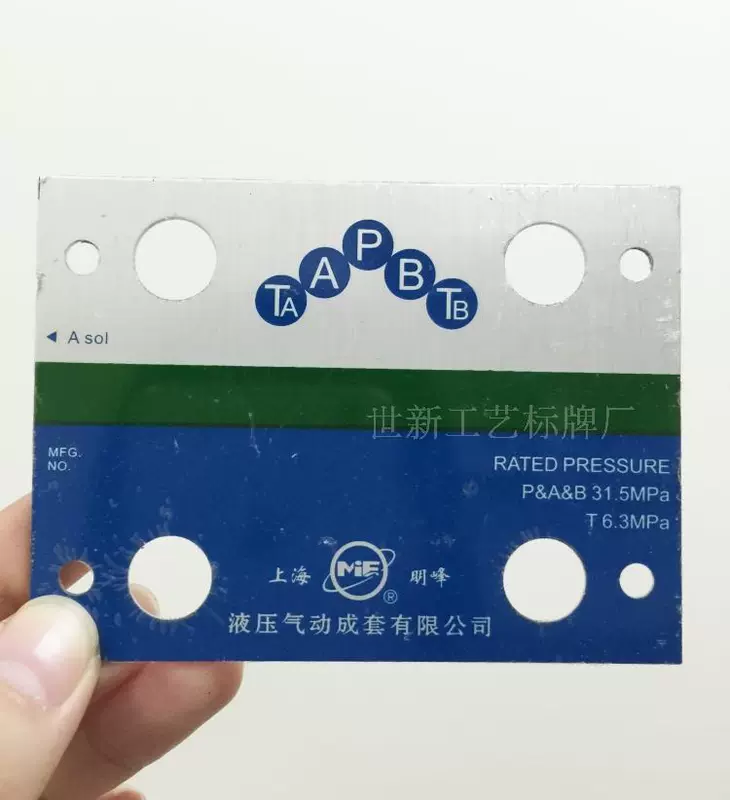 TA A P B TB
◄ A sol
世新工艺标牌厂
MFG.
NO.
RATED PRESSURE
P&A&B 31.5MPa
T 6.3MPa
上海 MiF ® 明峰
液压气动成套有限公司